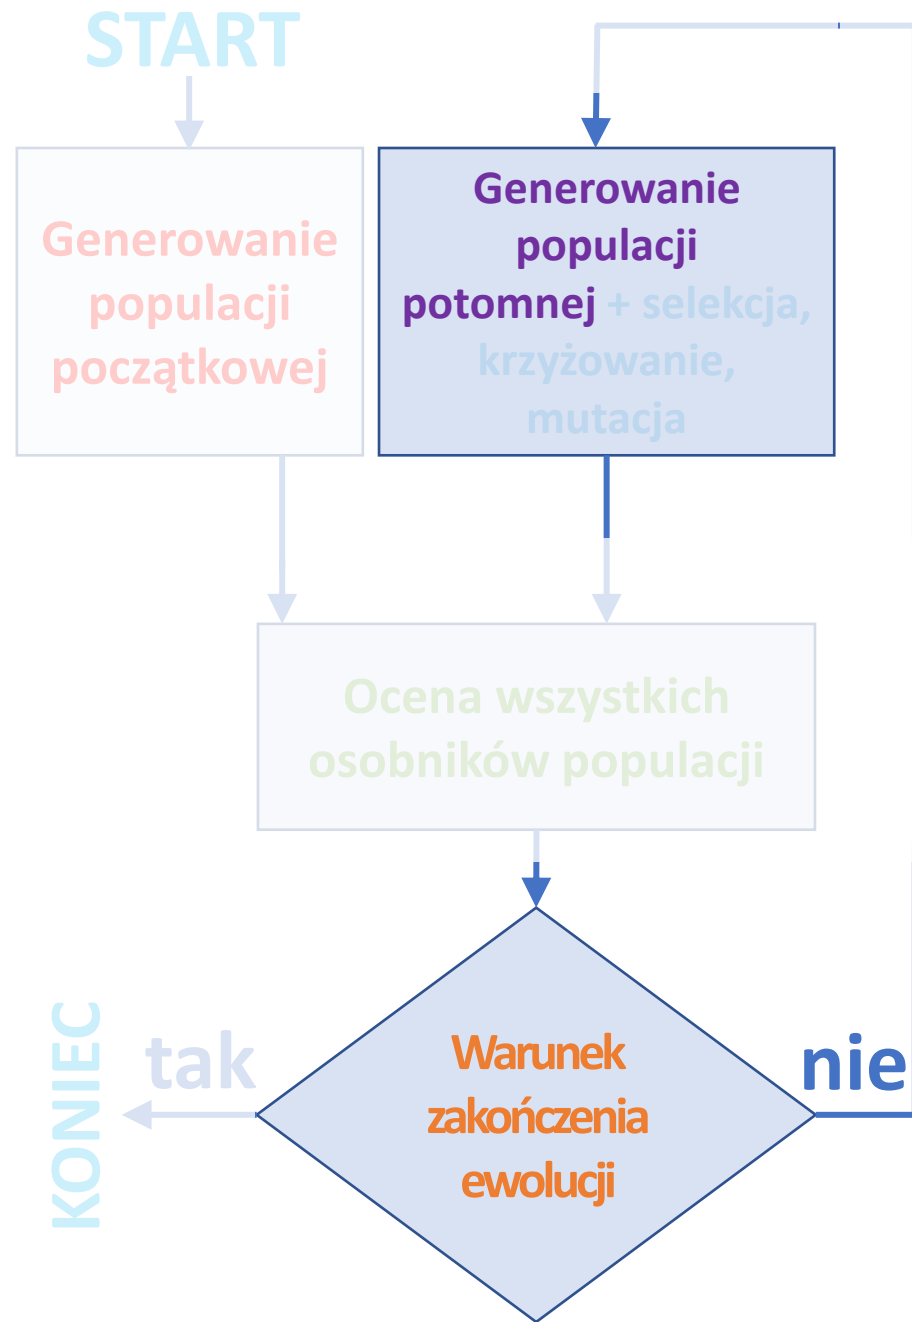 START
Generowanie
populacji
początkowej
Generowanie
populacji
potomnej + selekcja,
krzyżowanie,
mutacja
Ocena wszystkich
osobników populacji
Warunek
zakończenia
ewolucji
tak
nie
KONIEC